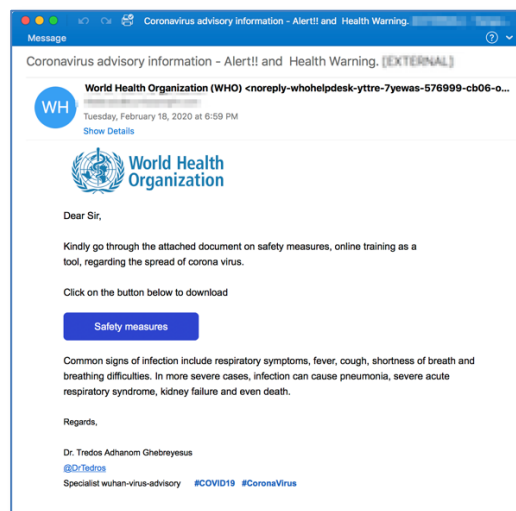 Coronavirus advisory information - Alert!! and Health Warning.
Message
Coronavirus advisory information - Alert!! and Health Warning. [EXTERNAL]
World Health Organization (WHO) <noreply-whohelpdesk-yttre-7yewas-576999-cb06-o...
WH
Tuesday, February 18, 2020 at 6:59 PM
Show Details
World Health
Organization
Dear Sir,
Kindly go through the attached document on safety measures, online training as a
tool, regarding the spread of corona virus.
Click on the button below to download
Safety measures
Common signs of infection include respiratory symptoms, fever, cough, shortness of breath and
breathing difficulties. In more severe cases, infection can cause pneumonia, severe acute
respiratory syndrome, kidney failure and even death.
Regards,
Dr. Tredos Adhanom Ghebreyesus
@DrTedros
Specialist wuhan-virus-advisory #COVID19 #CoronaVirus